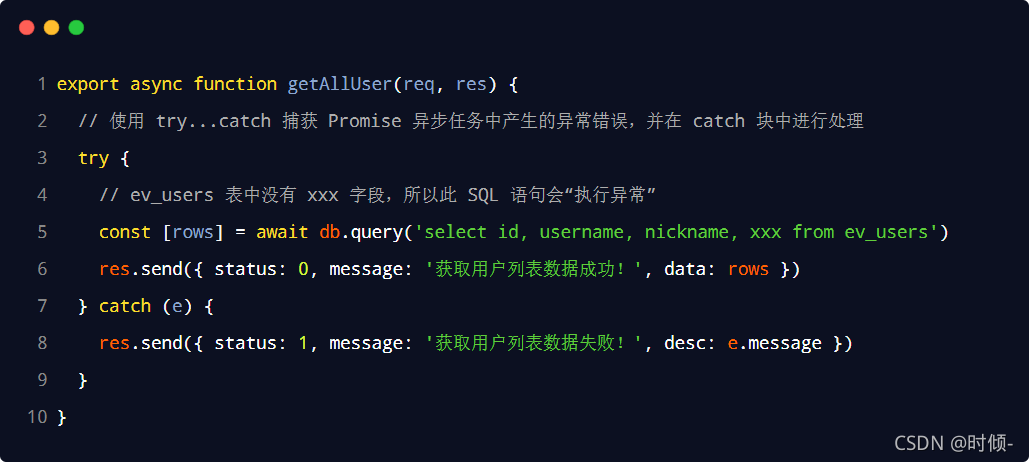 1 export async function getAllUser(req, res) {
2 // 使用 try...catch 捕获 Promise 异步任务中产生的异常错误，并在 catch 块中进行处理
3 try {
4 // ev_users 表中没有 xxx 字段，所以此 SQL 语句会“执行异常”
5 const [rows] = await db.query('select id, username, nickname, xxx from ev_users')
6 res.send({ status: 0, message: '获取用户列表数据成功！', data: rows })
7 } catch (e) {
8 res.send({ status: 1, message: '获取用户列表数据失败！', desc: e.message })
9 }
10 }
CSDN @时倾-